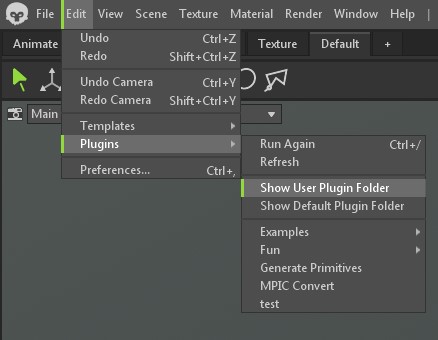 File Edit View Scene Texture Material Render Window Help
Animate Texture Default +
Undo Ctrl+Z
Redo Shift+Ctrl+Z
Undo Camera Ctrl+Y
Redo Camera Shift+Ctrl+Y
Main
Templates
Plugins
Run Again Ctrl+/
Refresh
Preferences... Ctrl+,
Show User Plugin Folder
Show Default Plugin Folder
Examples
Fun
Generate Primitives
MPIC Convert
test